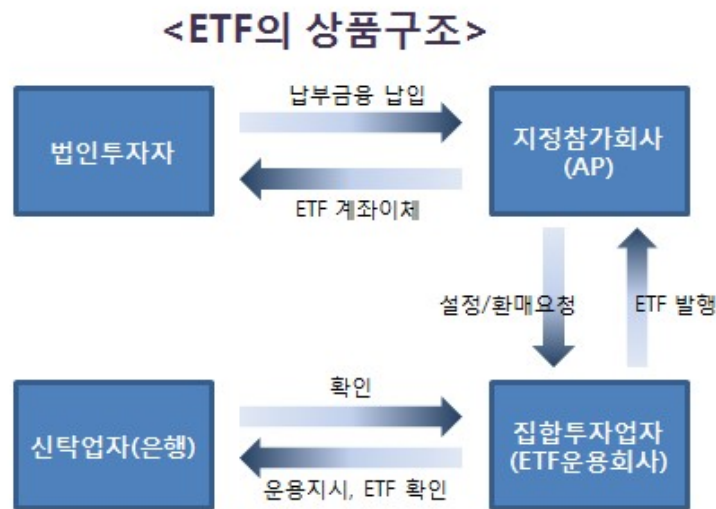 <ETF의 상품구조>
법인투자자
납부금용 납입
지정참가회사
(AP)
ETF 계좌이체
설정/환매요청
ETF 발행
신탁업자(은행)
확인
집합투자업자
(ETF운용회사)
운용지시, ETF 확인